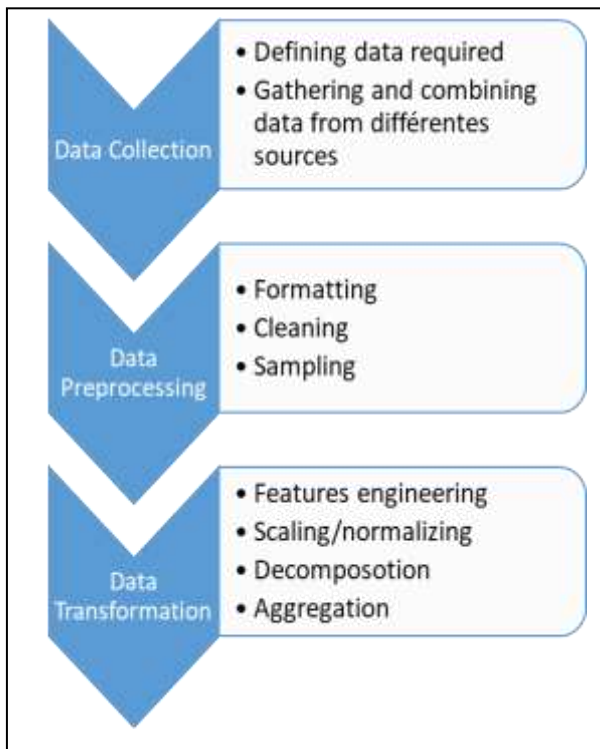 Data Collection
• Defining data required
• Gathering and combining
data from différentes
sources
Data
Preprocessing
• Formatting
• Cleaning
• Sampling
Data
Transformation
• Features engineering
• Scaling/normalizing
• Decomposotion
• Aggregation